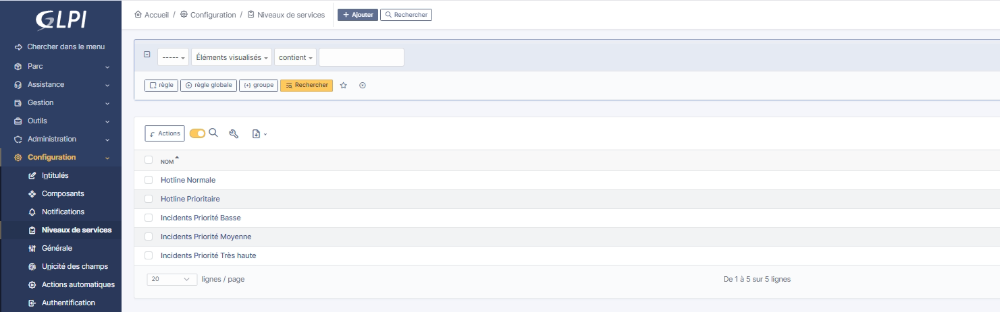 GLPI
Accueil / Configuration / Niveaux de services + Ajouter Rechercher
Chercher dans le menu
Parc
Assistance
Gestion
Outils
Administration
Configuration
Intitulés
Composants
Notifications
Niveaux de services
Générale
Unicité des champs
Actions automatiques
Authentification
----- Éléments visualisés contient
règle règle globale {+} groupe Rechercher
Actions
NOM
Hotline Normale
Hotline Prioritaire
Incidents Priorité Basse
Incidents Priorité Moyenne
Incidents Priorité Très haute
20 lignes / page De 1 à 5 sur 5 lignes